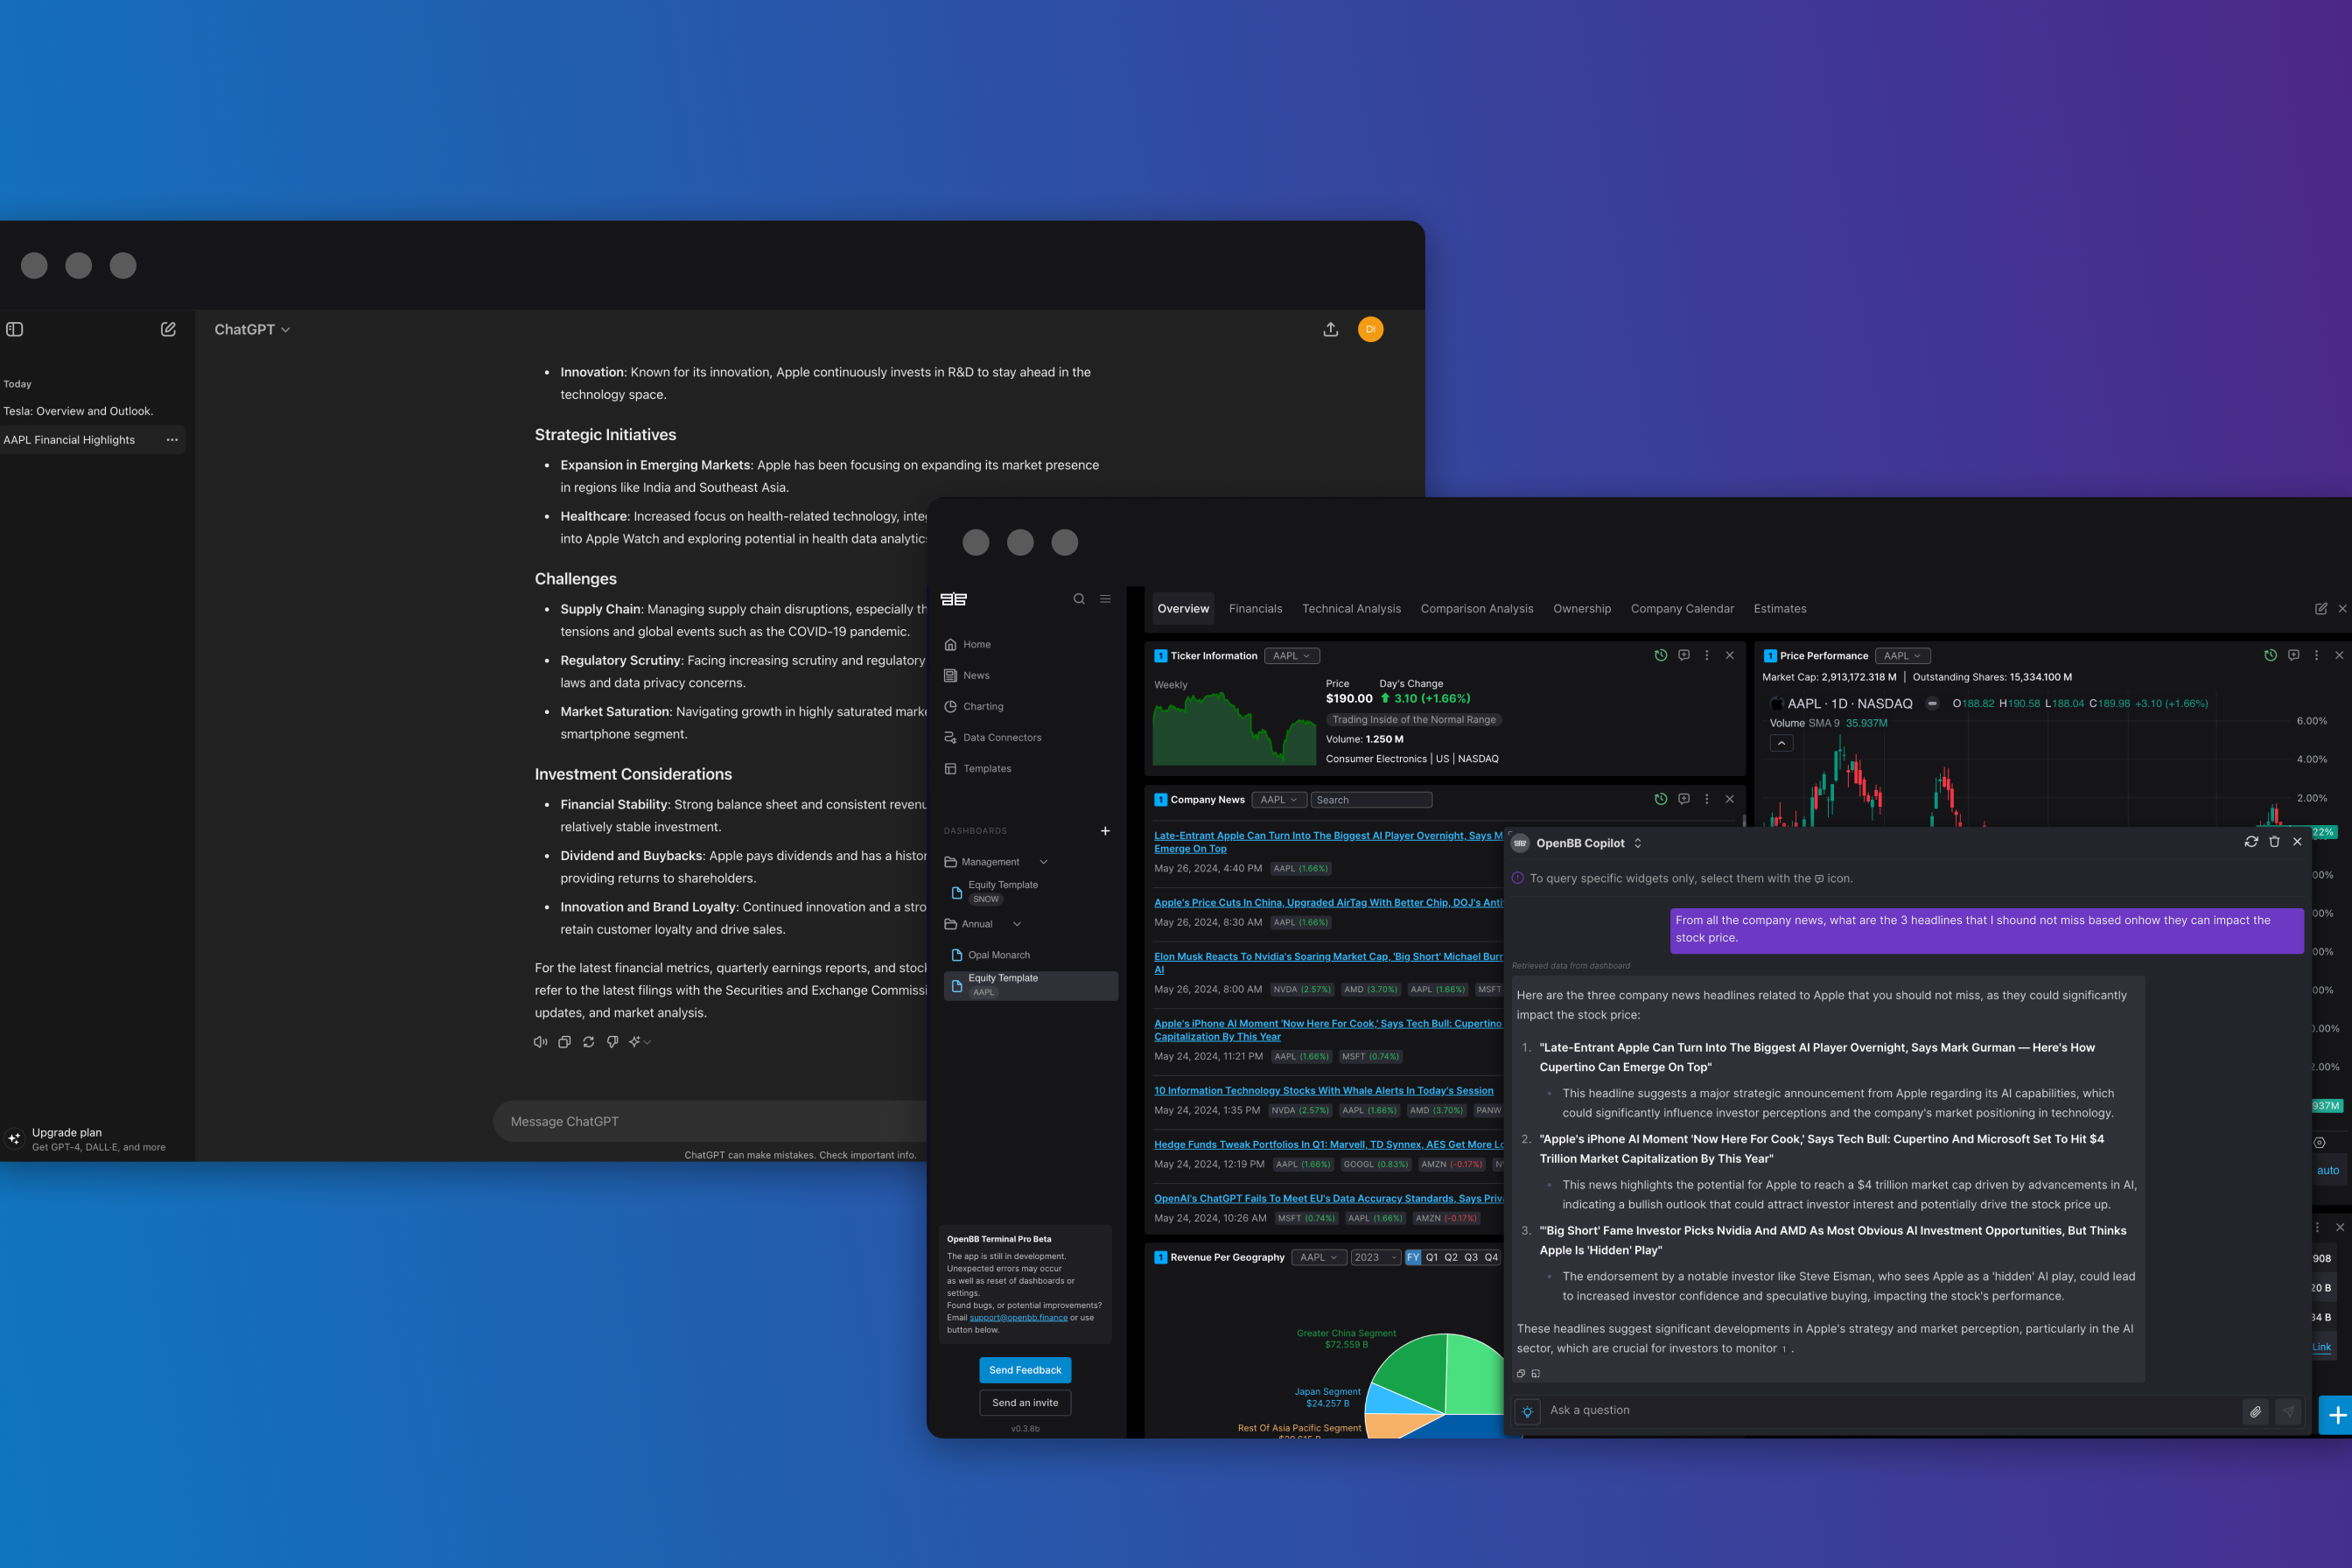 ChatGPT
DI
Today
Tesla: Overview and Outlook.
AAPL Financial Highlights
Innovation: Known for its innovation, Apple continuously invests in R&D to stay ahead in the
technology space.
Strategic Initiatives
Expansion in Emerging Markets: Apple has been focusing on expanding its market presence
in regions like India and Southeast Asia.
Healthcare: Increased focus on health-related technology,
into Apple Watch and exploring potential in health data
Challenges
Supply Chain: Managing supply chain disruptions, especially
tensions and global events such as the COVID-19 pandemic.
Regulatory Scrutiny: Facing increasing scrutiny and regulatory
laws and data privacy concerns.
Market Saturation: Navigating growth in highly saturated
smartphone segment.
Investment Considerations
Financial Stability: Strong balance sheet and consistent
relatively stable investment.
Dividend and Buybacks: Apple pays dividends and has a
providing returns to shareholders.
Innovation and Brand Loyalty: Continued innovation and a
retain customer loyalty and drive sales.
For the latest financial metrics, quarterly earnings reports, and
refer to the latest filings with the Securities and Exchange
updates, and market analysis.
Message ChatGPT
ChatGPT can make mistakes. Check important info.
Upgrade plan
Get GPT-4, DALL·E, and more
Home
News
Charting
Data Connectors
Templates
DASHBOARDS
Management
Equity Template
SNOW
Annual
Opal Monarch
Equity Template
AAPL
OpenBB Terminal Pro Beta
The app is still in development.
Unexpected errors may occur
as well as reset of dashboards or
settings.
Found bugs, or potential improvements?
Email support@openbb.finance or use
button below.
Send Feedback
Send an invite
v0.3.8b
Overview Financials Technical Analysis Comparison Analysis Ownership Company Calendar Estimates
1 Ticker Information AAPL
Weekly
Price Day's Change
$190.00 3.10 (+1.66%)
Trading Inside of the Normal Range
Volume: 1.250 M
Consumer Electronics | US | NASDAQ
1 Price Performance AAPL
Market Cap: 2,913,172.318 M | Outstanding Shares: 15,334.100 M
AAPL · 1D · NASDAQ O188.82 H190.58 L188.04 C189.98 +3.10 (+1.66%)
Volume SMA 9 35.937M
6.00%
4.00%
2.00%
22%
00%
00%
00%
00%
0.00%
2.00%
937M
auto
908
20 B
34 B
Link
1 Company News AAPL Search
Late-Entrant Apple Can Turn Into The Biggest AI Player Overnight, Says
Emerge On Top
May 26, 2024, 4:40 PM AAPL (1.66%)
Apple's Price Cuts In China, Upgraded AirTag With Better Chip, DOJ's
May 26, 2024, 8:30 AM AAPL (1.66%)
Elon Musk Reacts To Nvidia's Soaring Market Cap, 'Big Short' Michael
AI
May 26, 2024, 8:00 AM NVDA (2.57%) AMD (3.70%) AAPL (1.66%) MSFT
Apple's iPhone AI Moment 'Now Here For Cook,' Says Tech Bull: Cupertino
Capitalization By This Year
May 24, 2024, 11:21 PM AAPL (1.66%) MSFT (0.74%)
10 Information Technology Stocks With Whale Alerts In Today's Session
May 24, 2024, 1:35 PM NVDA (2.57%) AAPL (1.66%) AMD (3.70%) PANW
Hedge Funds Tweak Portfolios In Q1: Marvell, TD Synnex, AES Get More
May 24, 2024, 12:19 PM AAPL (1.66%) GOOGL (0.83%) AMZN (-0.17%)
OpenAI's ChatGPT Fails To Meet EU's Data Accuracy Standards, Says
May 24, 2024, 10:26 AM MSFT (0.74%) AAPL (1.66%) AMZN (-0.17%)
1 Revenue Per Geography AAPL 2023 FY Q1 Q2 Q3 Q4
Greater China Segment
$72.559 B
Japan Segment
$24.257 B
Rest Of Asia Pacific Segment
OpenBB Copilot
To query specific widgets only, select them with the icon.
From all the company news, what are the 3 headlines that I shound not miss based onhow they can impact the
stock price.
Retrieved data from dashboard
Here are the three company news headlines related to Apple that you should not miss, as they could significantly
impact the stock price:
1. "Late-Entrant Apple Can Turn Into The Biggest AI Player Overnight, Says Mark Gurman — Here's How
Cupertino Can Emerge On Top"
This headline suggests a major strategic announcement from Apple regarding its AI capabilities, which
could significantly influence investor perceptions and the company's market positioning in technology.
2. "Apple's iPhone AI Moment 'Now Here For Cook,' Says Tech Bull: Cupertino And Microsoft Set To Hit $4
Trillion Market Capitalization By This Year"
This news highlights the potential for Apple to reach a $4 trillion market cap driven by advancements in AI,
indicating a bullish outlook that could attract investor interest and potentially drive the stock price up.
3. "'Big Short' Fame Investor Picks Nvidia And AMD As Most Obvious AI Investment Opportunities, But Thinks
Apple Is 'Hidden' Play"
The endorsement by a notable investor like Steve Eisman, who sees Apple as a 'hidden' AI play, could lead
to increased investor confidence and speculative buying, impacting the stock's performance.
These headlines suggest significant developments in Apple's strategy and market perception, particularly in the AI
sector, which are crucial for investors to monitor 1 .
Ask a question